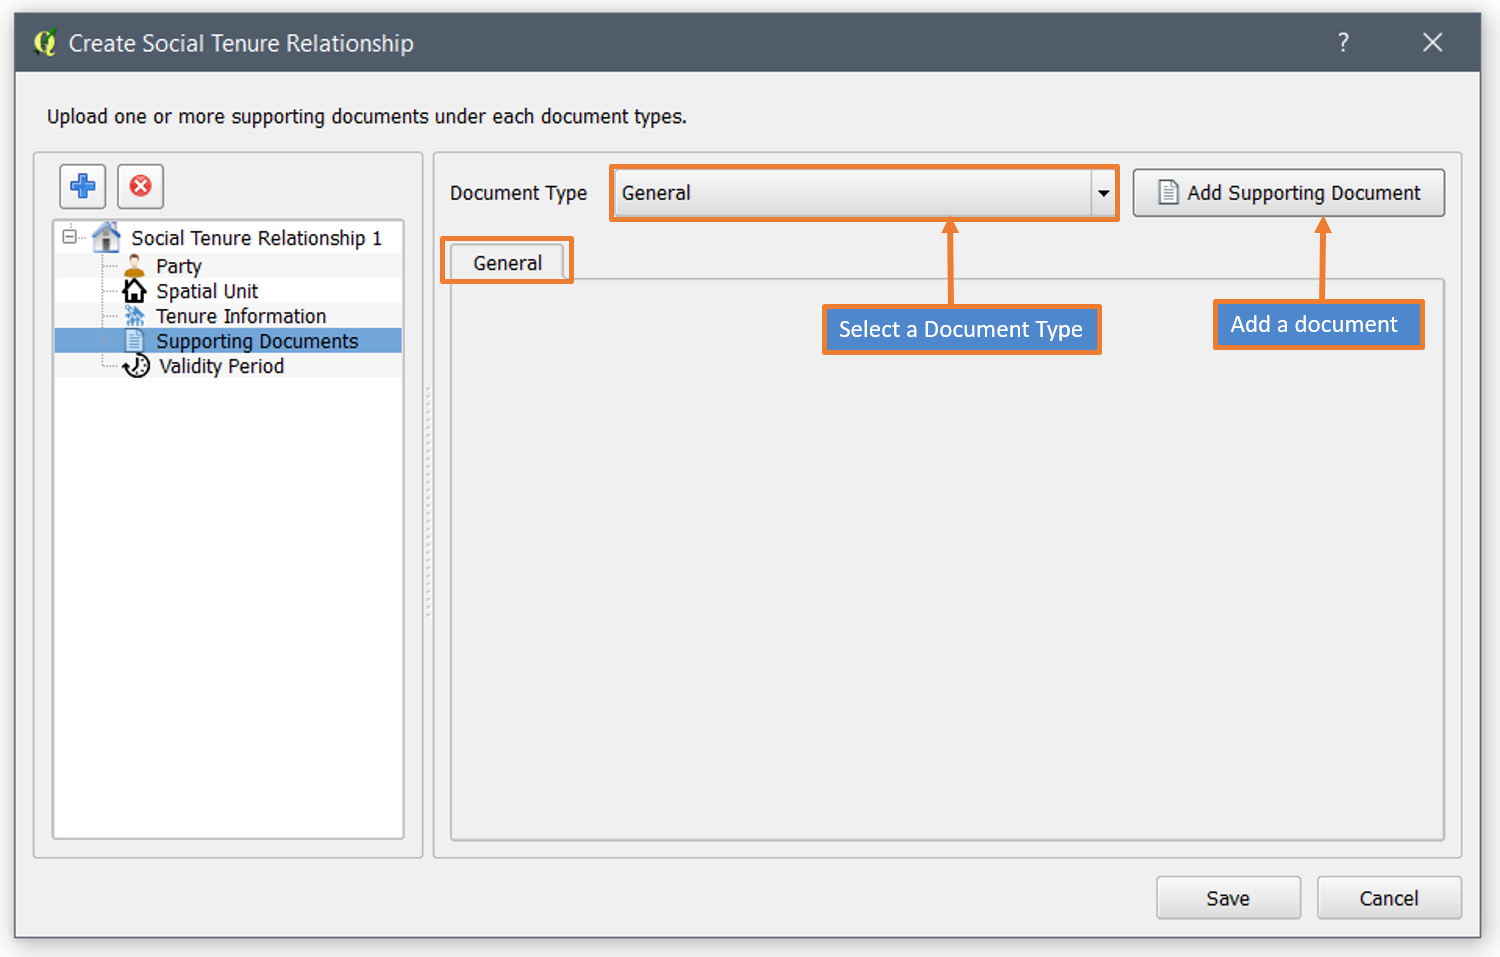 Create Social Tenure Relationship
?
Upload one or more supporting documents under each document types.
Document Type
General
Add Supporting Document
Social Tenure Relationship 1
Party
Spatial Unit
Tenure Information
Supporting Documents
Validity Period
General
Select a Document Type
Add a document
Save
Cancel